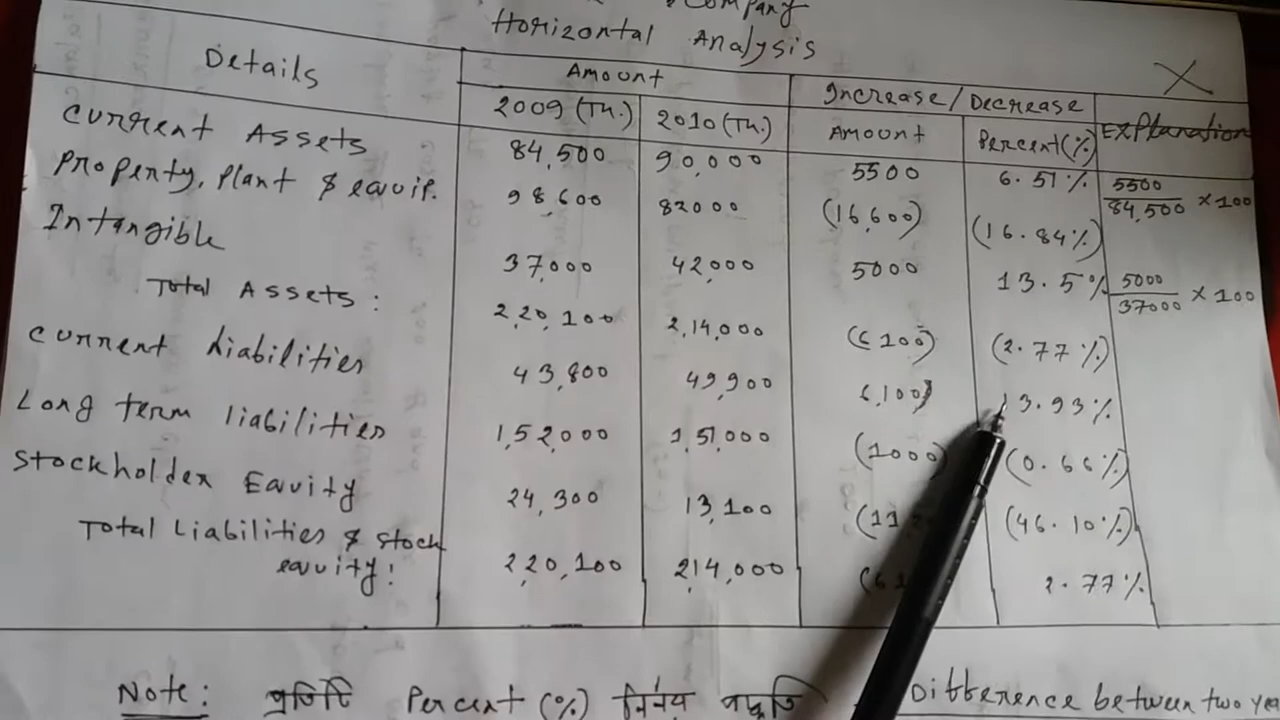 Company
Horizontal Analysis
Details Amount Increase/Decrease Explanation
2009 (Th.) 2010 (Th.) Amount Percent (%)
Current Assets 84,500 90,000 5500 6.51% 5500/84,500 × 100
Property, Plant & equip. 98,600 82000 (16,600) (16.84%)
Intangible 37,000 42,000 5000 13.5% 5000/37000 × 100
Total Assets: 2,20,100 2,14,000 (6100) (2.77%)
Current Liabilities 43,800 49,900 6,100) 13.93%
Long term liabilities 1,52,000 1,51,000 (1000) (0.66%)
Stockholder Equity 24,300 13,100 (46.10%)
Total Liabilities & stock
equity: 2,20,100 2,14,000 2.77%
Note: Percent (%) Difference between two